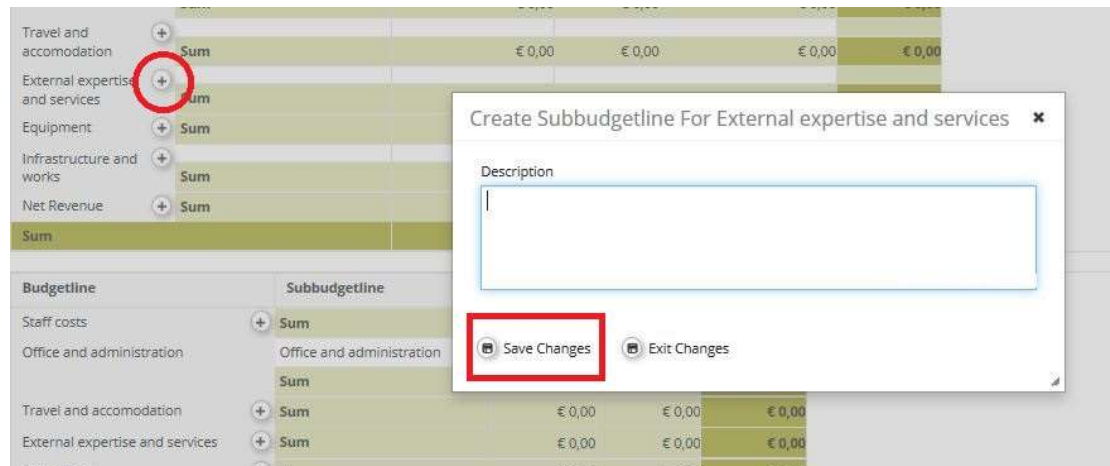 Sum
Travel and
accomodation Sum € 0,00 € 0,00 € 0,00 € 0,00
External expertise
and services Sum
Equipment Sum
Infrastructure and
works Sum
Net Revenue Sum
Sum
Create Subbudgetline For External expertise and services
Description
Save Changes Exit Changes
Budgetline Subbudgetline
Staff costs Sum
Office and administration Office and administration
Sum
Travel and accomodation Sum € 0,00 € 0,00 € 0,00
External expertise and services Sum € 0,00 € 0,00 € 0,00